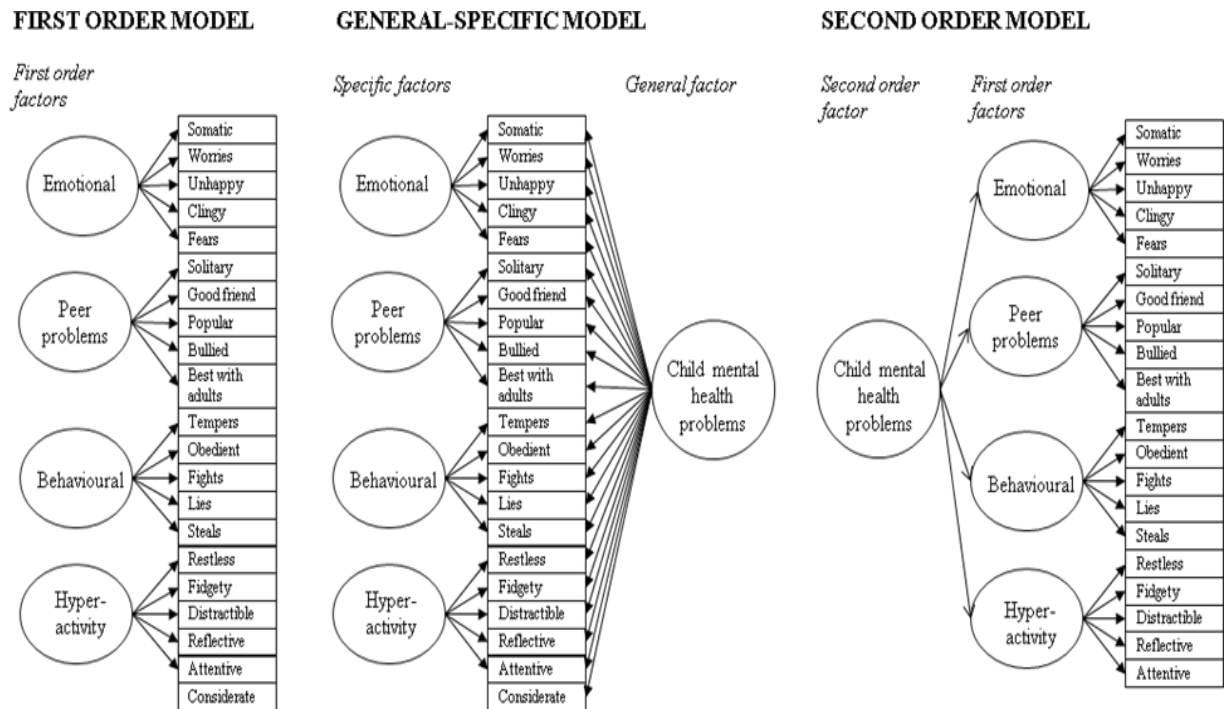 FIRST ORDER MODEL
First order
factors
Emotional
Peer
problems
Behavioural
Hyper-
activity
Somatic
Worries
Unhappy
Clingy
Fears
Solitary
Good friend
Popular
Bullied
Best with
adults
Tempers
Obedient
Fights
Lies
Steals
Restless
Fidgety
Distractible
Reflective
Attentive
Considerate
GENERAL-SPECIFIC MODEL
Specific factors
General factor
Emotional
Peer
problems
Behavioural
Hyper-
activity
Somatic
Worries
Unhappy
Clingy
Fears
Solitary
Good friend
Popular
Bullied
Best with
adults
Tempers
Obedient
Fights
Lies
Steals
Restless
Fidgety
Distractible
Reflective
Attentive
Considerate
Child mental
health
problems
SECOND ORDER MODEL
Second order
factor
First order
factors
Child mental
health
problems
Emotional
Peer
problems
Behavioural
Hyper-
activity
Somatic
Worries
Unhappy
Clingy
Fears
Solitary
Good friend
Popular
Bullied
Best with
adults
Tempers
Obedient
Fights
Lies
Steals
Restless
Fidgety
Distractible
Reflective
Attentive